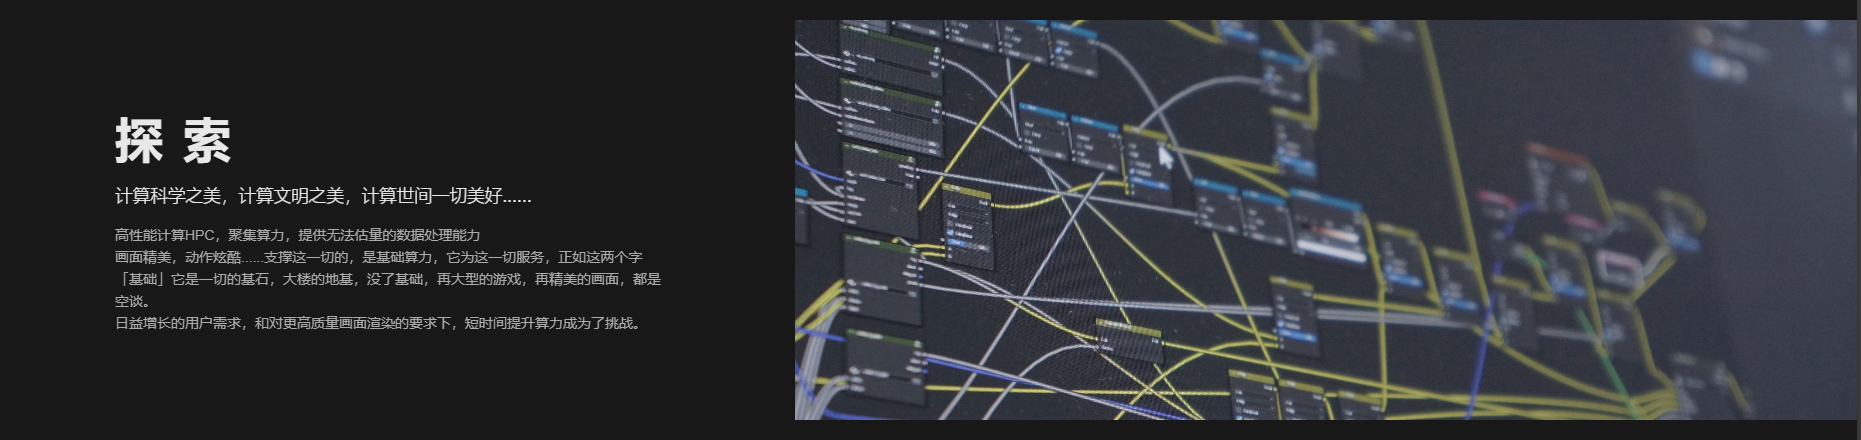 探 索
计算科学之美，计算文明之美，计算世间一切美好......
高性能计算HPC，聚集算力，提供无法估量的数据处理能力
画面精美，动作炫酷......支撑这一切的，是基础算力，它为这一切服务，正如这两个字
「基础」它是一切的基石，大楼的地基，没了基础，再大型的游戏，再精美的画面，都是
空谈。
日益增长的用户需求，和对更高质量画面渲染的要求下，短时间提升算力成为了挑战。